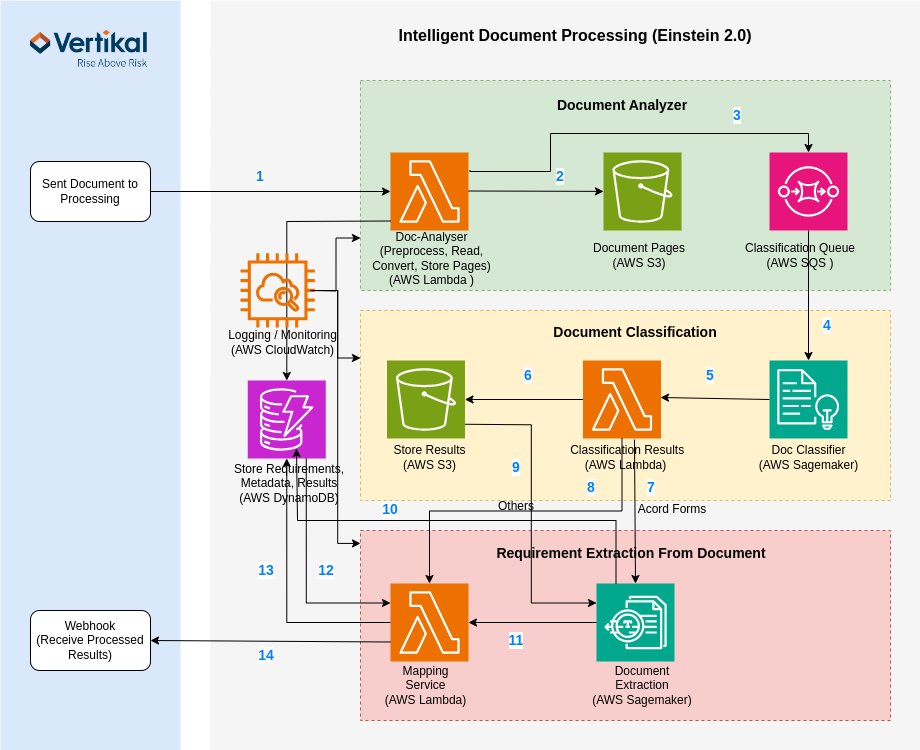 Vertikal
Rise Above Risk
Intelligent Document Processing (Einstein 2.0)
Document Analyzer
3
Sent Document to
Processing
1
2
Doc-Analyser
(Preprocess, Read,
Convert, Store Pages)
(AWS Lambda )
Document Pages
(AWS S3)
Classification Queue
(AWS SQS )
Logging / Monitoring
(AWS CloudWatch)
4
Document Classification
6
5
Store Results
(AWS S3)
Classification Results
(AWS Lambda)
Doc Classifier
(AWS Sagemaker)
Store Requirements,
Metadata, Results
(AWS DynamoDB)
9
8
7
10
Others
Acord Forms
Requirement Extraction From Document
13
12
Webhook
(Receive Processed
Results)
14
11
Mapping
Service
(AWS Lambda)
Document
Extraction
(AWS Sagemaker)